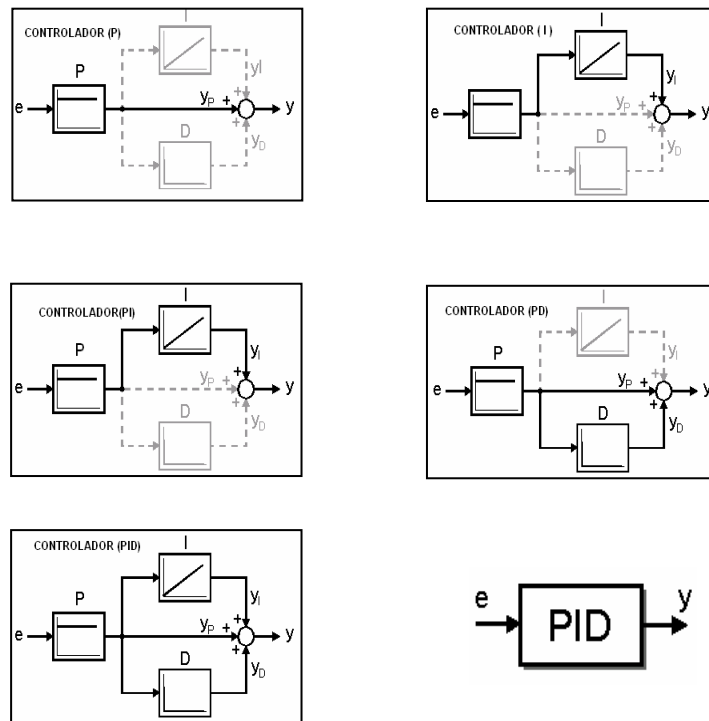 CONTROLADOR (P)
I
P
yI
e
yP + + y
+
D
yD
CONTROLADOR ( I )
I
yI
e
yP + + y
+
D
yD
CONTROLADOR(PI)
I
P
yI
e
yP + + y
+
D
yD
CONTROLADOR (PD)
I
P
yI
e
yP + + y
+
D
yD
CONTROLADOR (PID)
I
P
yI
e
yP + + y
+
D
yD
e
PID
y